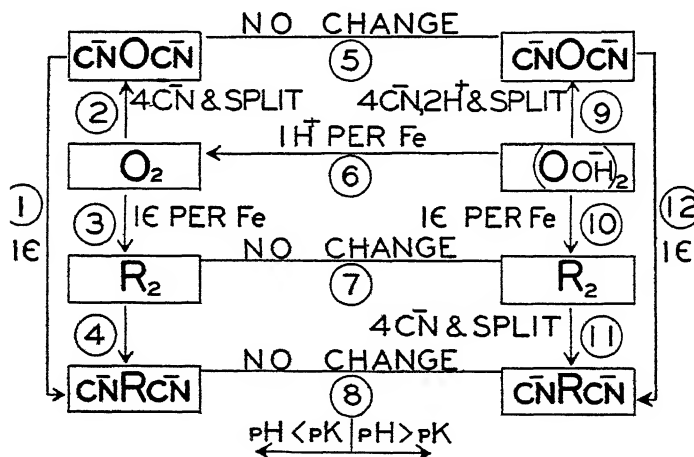 NO CHANGE
C̄NOC̄N 5 C̄NOC̄N
2 4C̄N & SPLIT 4C̄N, 2H⁺ & SPLIT 9
1H⁺ PER Fe
O₂ 6 (O OH̄)₂
1 3 1Є PER Fe 1Є PER Fe 10 12
1Є 1Є
NO CHANGE
R₂ 7 R₂
4 4C̄N & SPLIT 11
NO CHANGE
C̄NRC̄N 8 C̄NRC̄N
pH < pK | pH > pK